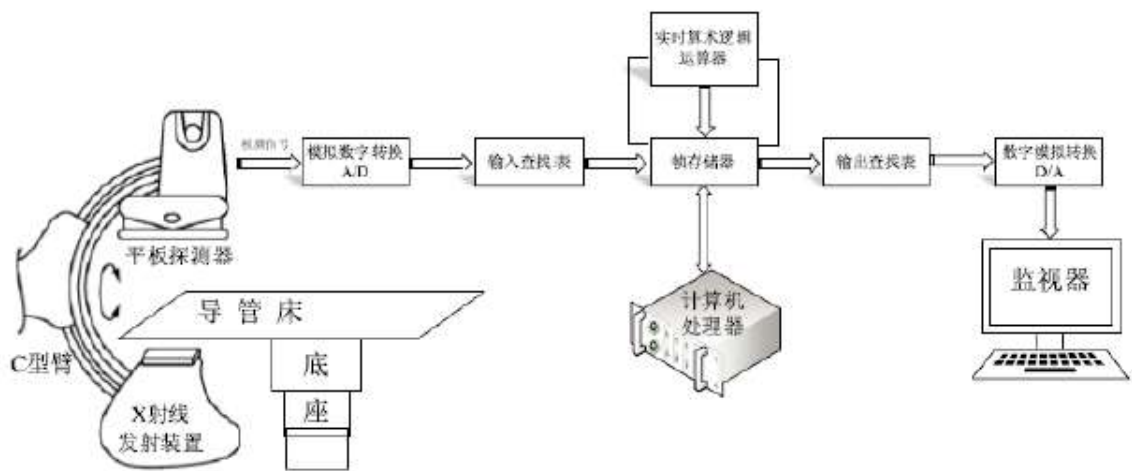 实时算术逻辑
运算器
模拟数字转换
A/D
输入查找表
帧存储器
输出查找表
数字模拟转换
D/A
平板探测器
导管床
C型臂
X射线
发射装置
底
座
计算机
处理器
监视器